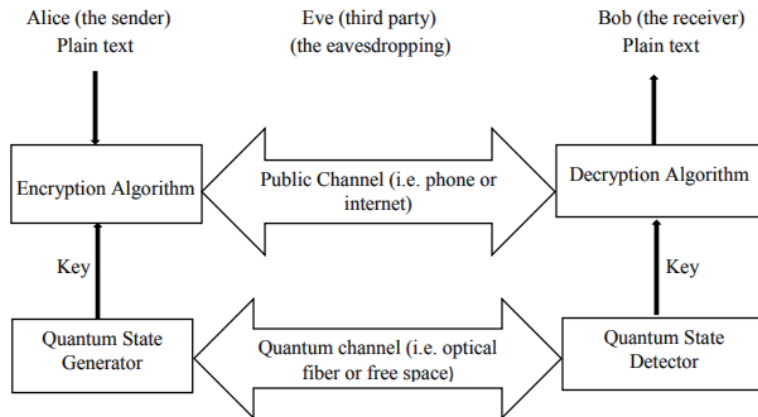 Alice (the sender)
Plain text
Eve (third party)
(the eavesdropping)
Bob (the receiver)
Plain text
Encryption Algorithm
Public Channel (i.e. phone or
internet)
Decryption Algorithm
Key
Key
Quantum State
Generator
Quantum channel (i.e. optical
fiber or free space)
Quantum State
Detector